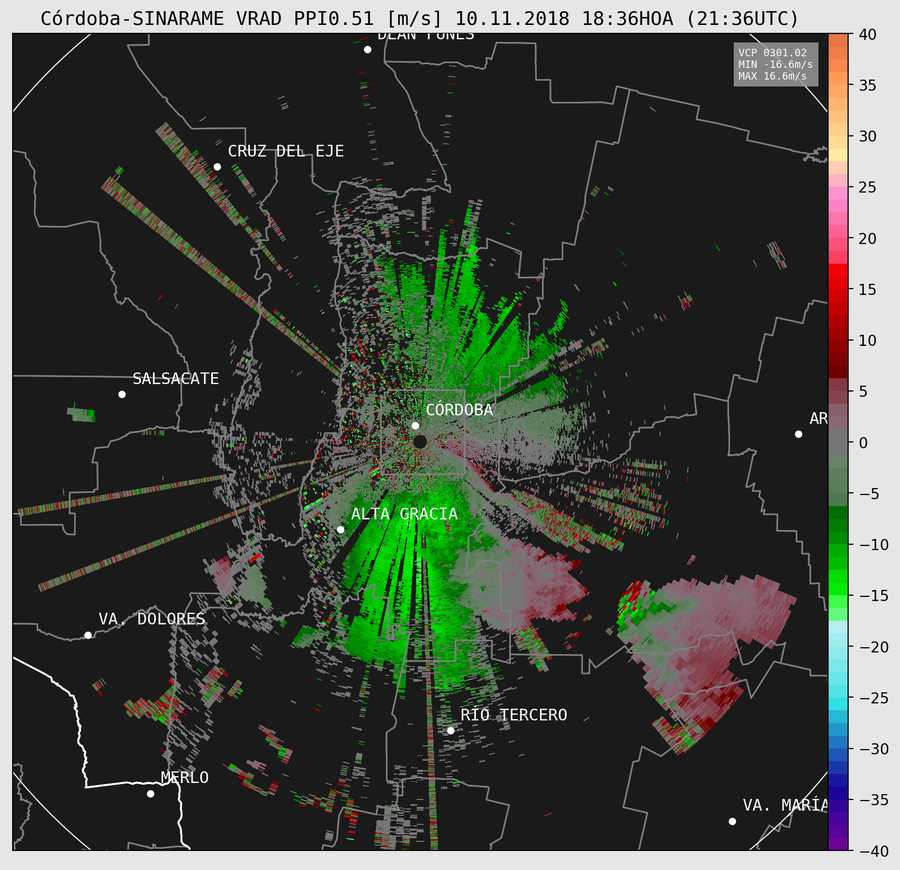 Córdoba-SINARAME VRAD PPI0.51 [m/s] 10.11.2018 18:36HOA (21:36UTC)
DEAN FUNES
VCP 0301.02
MIN -16.6m/s
MAX 16.6m/s
CRUZ DEL EJE
SALSACATE
CÓRDOBA
AR
ALTA GRACIA
VA. DOLORES
RÍO TERCERO
MERLO
VA. MARÍA
40
35
30
25
20
15
10
5
0
−5
−10
−15
−20
−25
−30
−35
−40